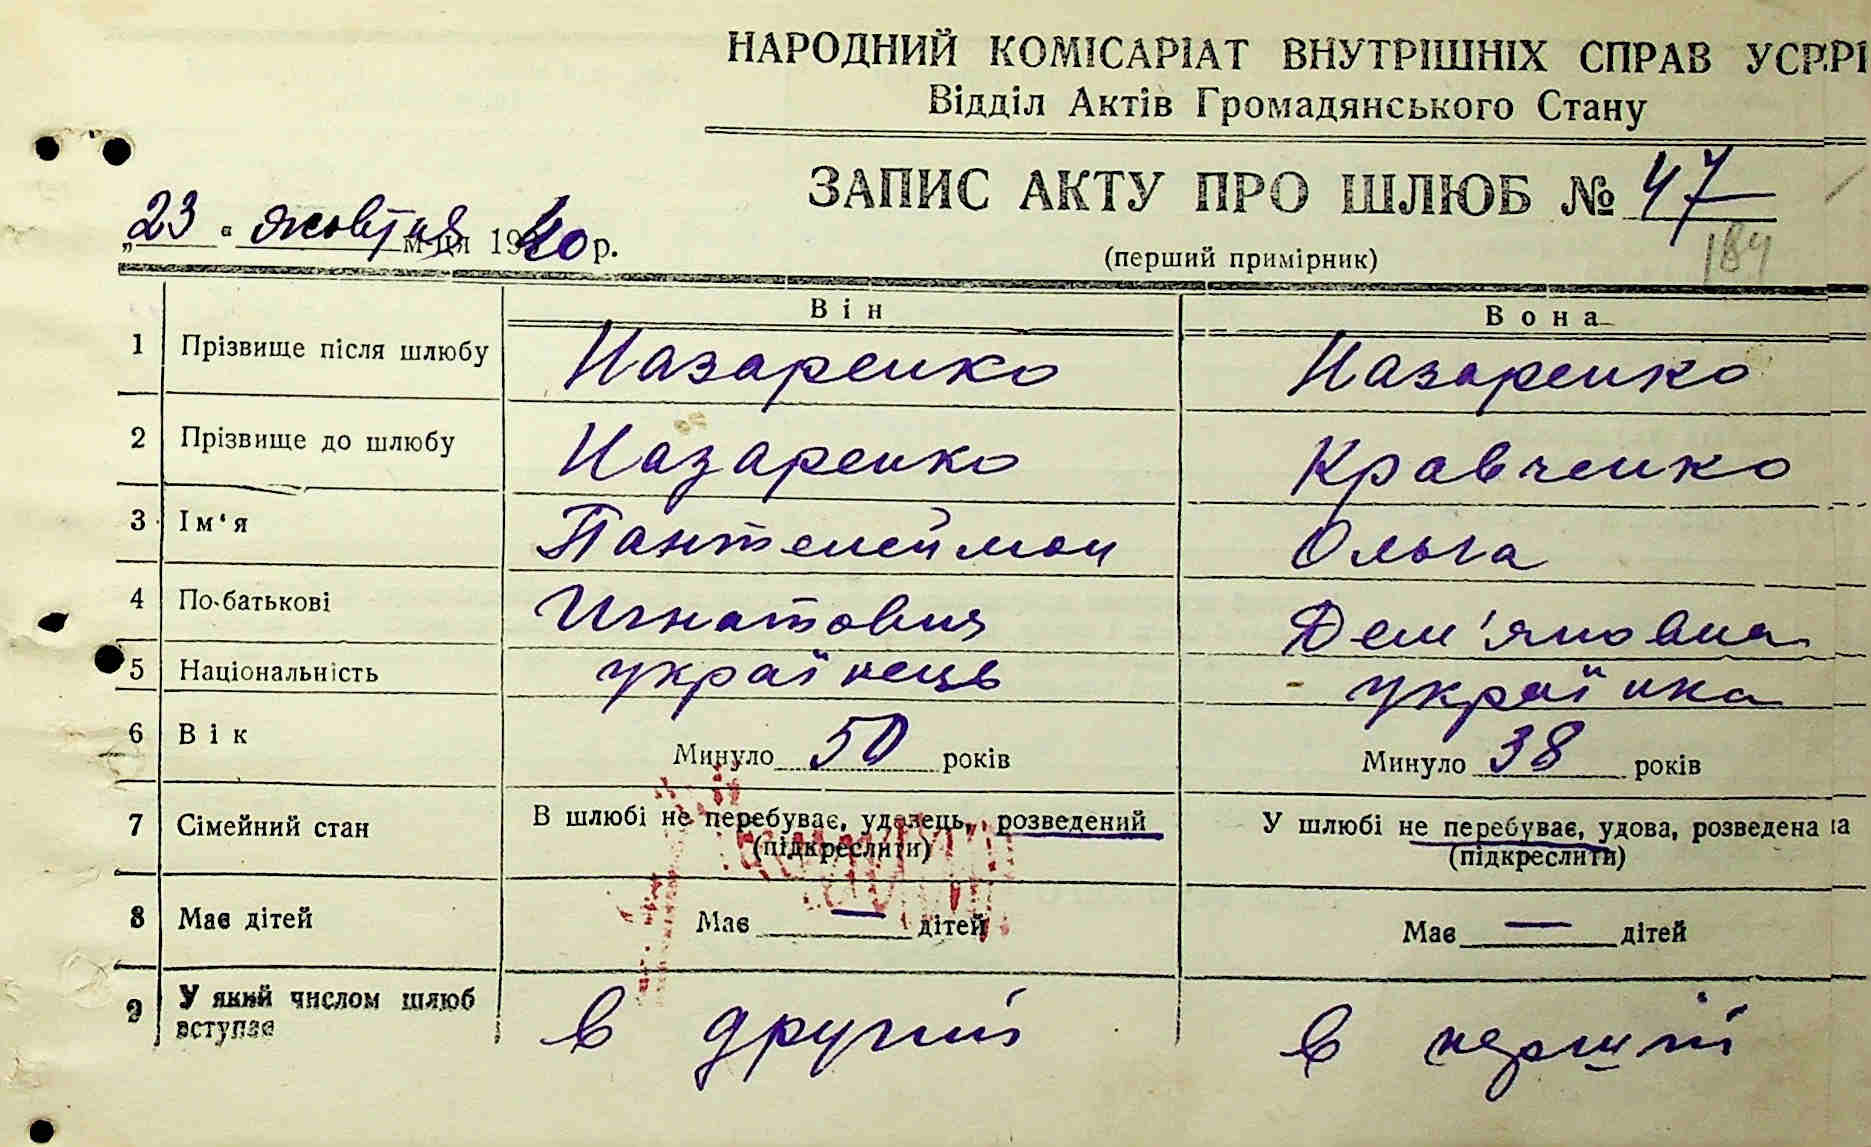 НАРОДНИЙ КОМІСАРІАТ ВНУТРІШНІХ СПРАВ УСРР
Відділ Актів Громадянського Стану
ЗАПИС АКТУ ПРО ШЛЮБ № 47
„23" жовтня м-ця 1940 р.
(перший примірник)
184
Він Вона
1 Прізвище після шлюбу Назаренко Назаренко
2 Прізвище до шлюбу Назаренко Кравченко
3 Ім'я Пантелеймон Ольга
4 По-батькові Игнатович Дем'яновна
5 Національність українець українка
6 Вік Минуло 50 років Минуло 38 років
7 Сімейний стан В шлюбі не перебуває, удовець, розведений У шлюбі не перебуває, удова, розведена
(підкреслити) (підкреслити)
8 Має дітей Має — дітей Має — дітей
9 У який числом шлюб вступає в другий в перший